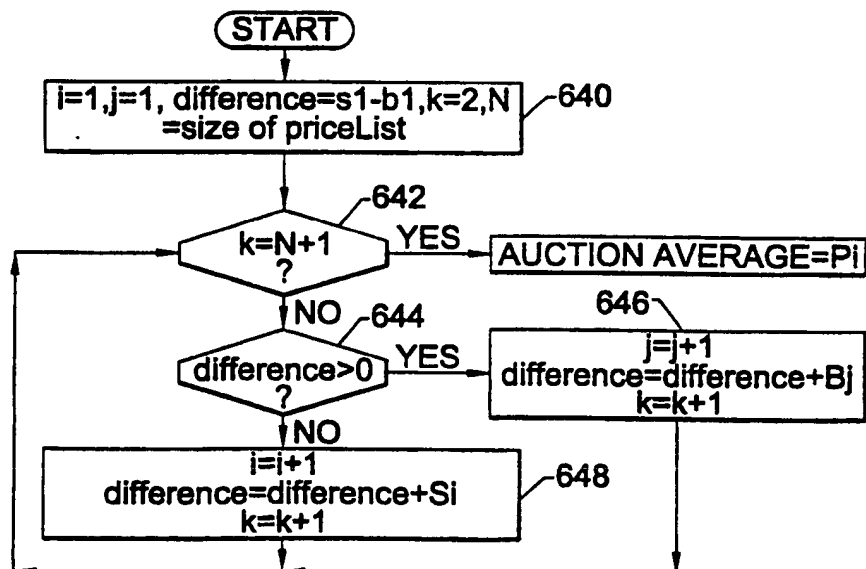 START
i=1,j=1, difference=s1-b1,k=2,N
=size of priceList
640
642
k=N+1
?
YES
AUCTION AVERAGE=Pi
NO
644
646
difference>0
?
YES
j=j+1
difference=difference+Bj
k=k+1
NO
i=i+1
difference=difference+Si
k=k+1
648